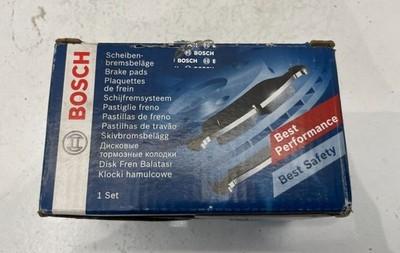 BOSCH
Scheiben-
bremsbeläge
Brake pads
Plaquettes
de frein
Schijfremsysteem
Pastiglie freno
Pastillas de freno
Pastilhas de travão
Skivbromsbelägg
Дисковые
тормозные колодки
Disk Fren Balatası
Klocki hamulcowe
1 Set
Best
Performance
Best Safety